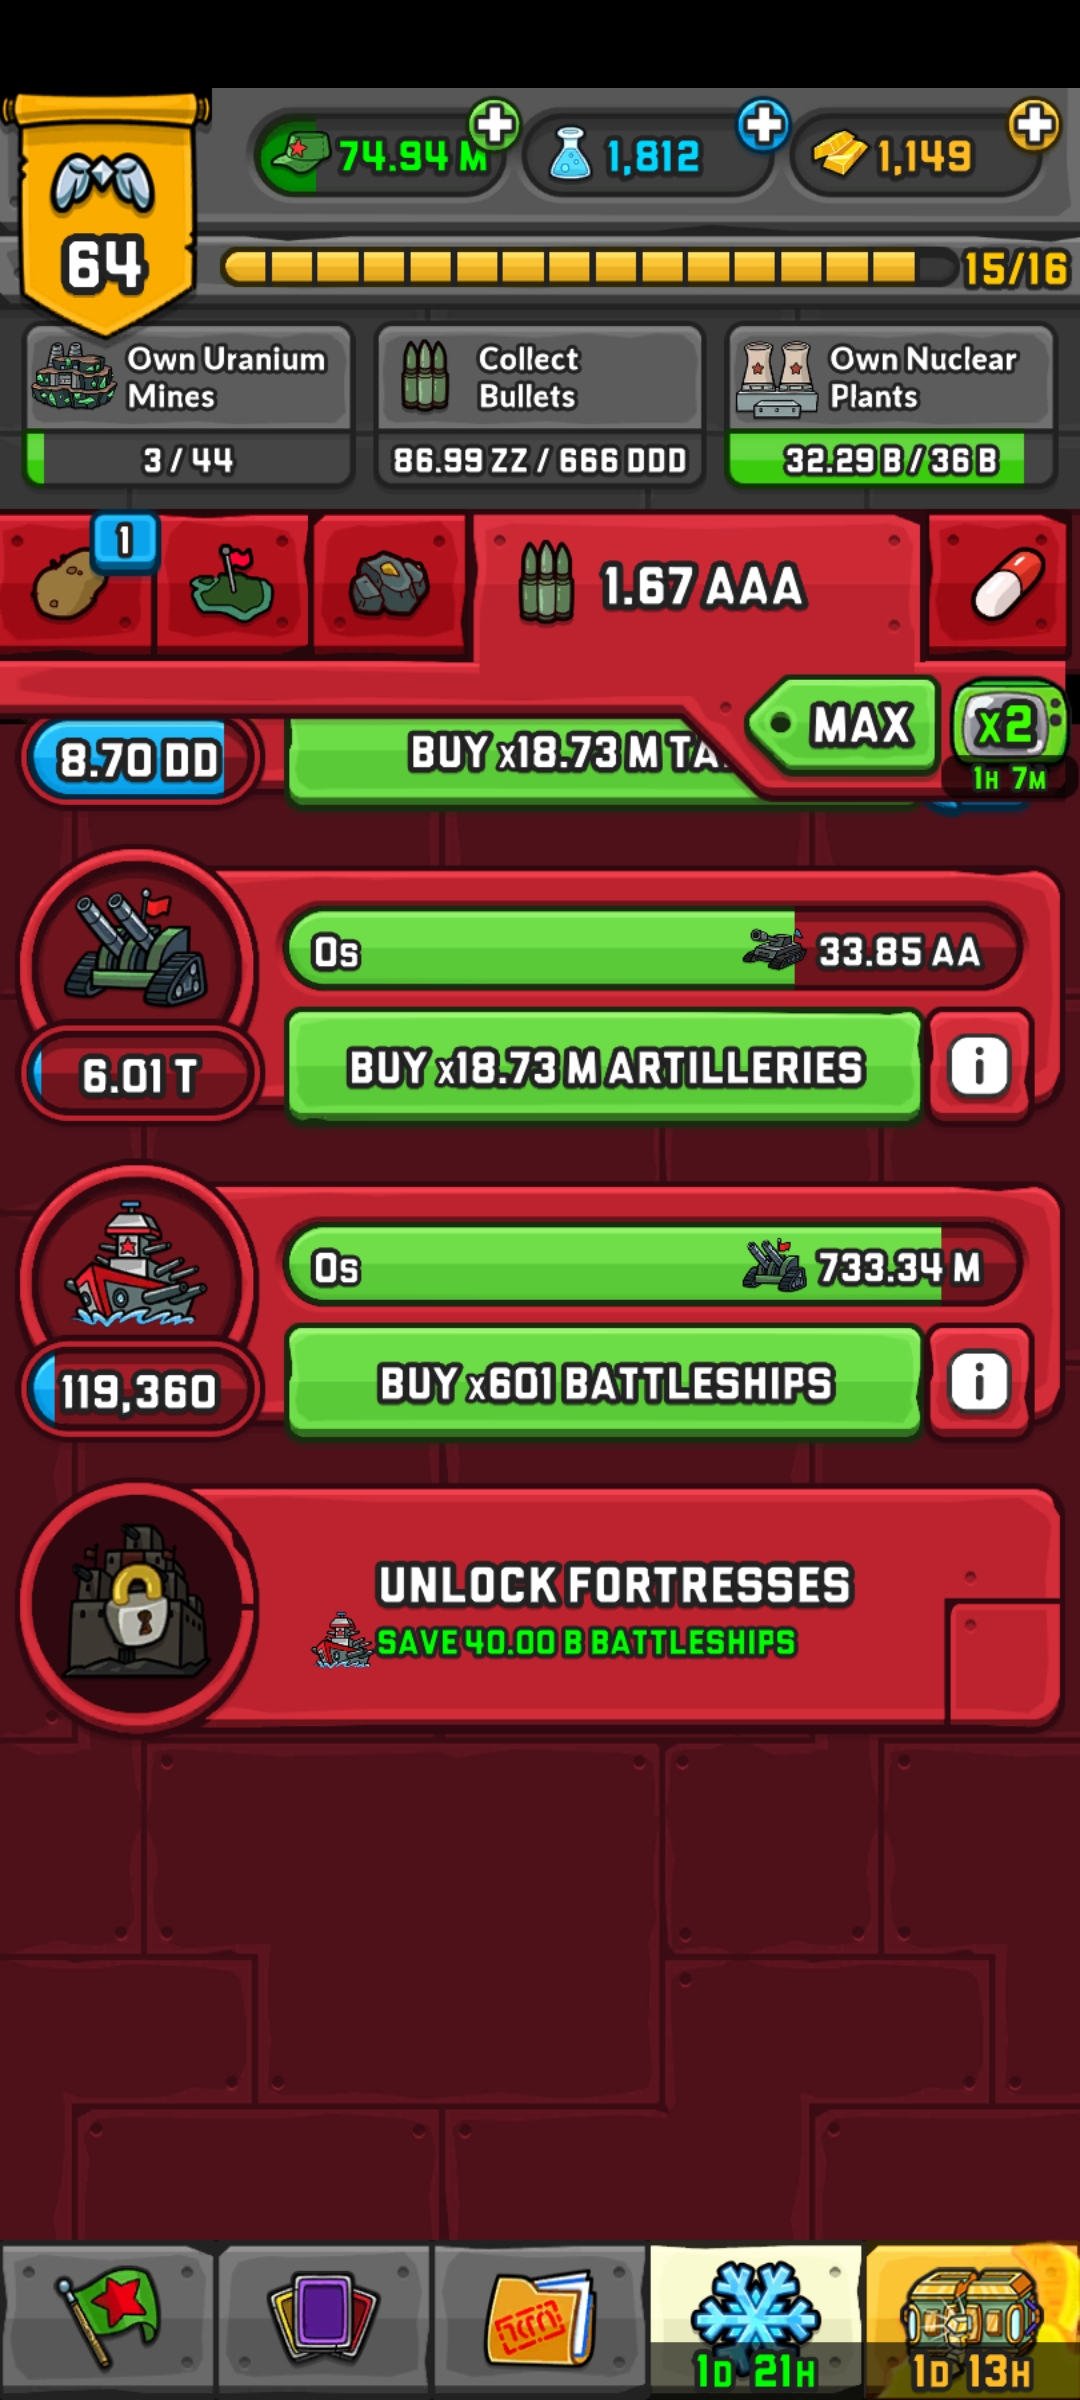 64
74.94 M
1,812
1,149
15/16
Own Uranium
Mines
3 / 44
Collect
Bullets
86.99 ZZ / 666 DDD
Own Nuclear
Plants
32.29 B / 36 B
1
1.67 AAA
MAX
x2
1H 7M
8.70 DD
BUY x18.73 M TA
0s
33.85 AA
6.01 T
BUY x18.73 M ARTILLERIES
i
0s
733.34 M
119,360
BUY x601 BATTLESHIPS
i
UNLOCK FORTRESSES
SAVE 40.00 B BATTLESHIPS
1D 21H
1D 13H